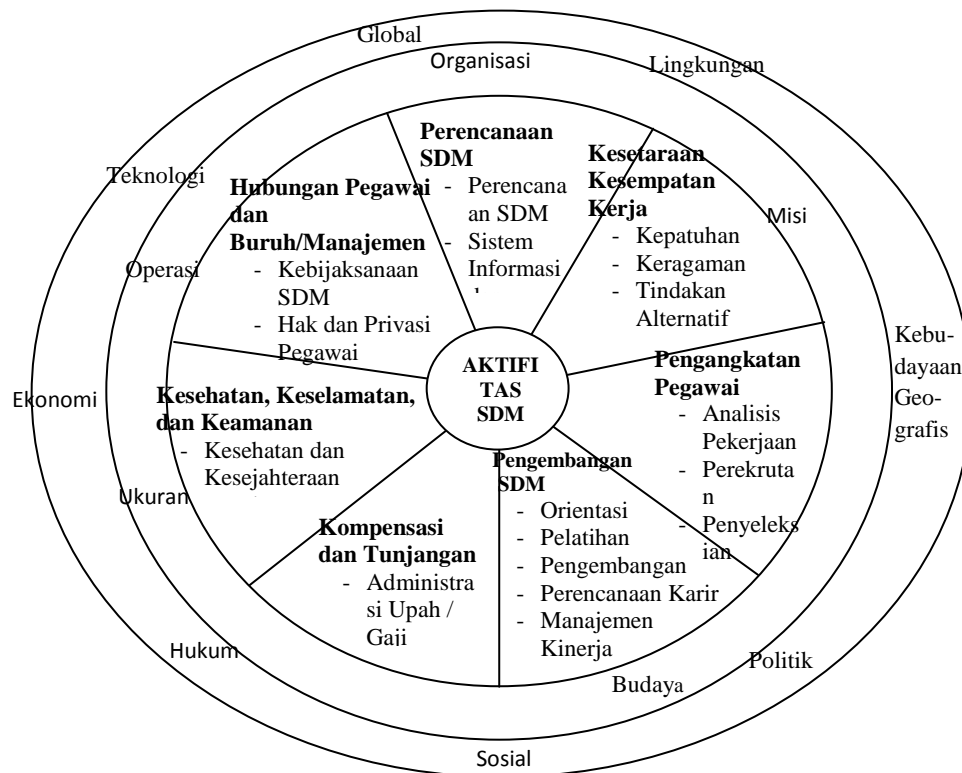 Global
Lingkungan
Organisasi
Teknologi
Misi
Operasi
Ekonomi
Kebu-
dayaan
Geo-
grafis
Ukuran
Hukum
Politik
Budaya
Sosial
Perencanaan
SDM
- Perencana
an SDM
- Sistem
Informasi
Kesetaraan
Kesempatan
Kerja
- Kepatuhan
- Keragaman
- Tindakan
Alternatif
Hubungan Pegawai
dan
Buruh/Manajemen
- Kebijaksanaan
SDM
- Hak dan Privasi
Pegawai
AKTIFI
TAS
SDM
Pengangkatan
Pegawai
- Analisis
Pekerjaan
- Perekruta
n
- Penyeleks
ian
Kesehatan, Keselamatan,
dan Keamanan
- Kesehatan dan
Kesejahteraan
Pengembangan
SDM
- Orientasi
- Pelatihan
- Pengembangan
- Perencanaan Karir
- Manajemen
Kinerja
Kompensasi
dan Tunjangan
- Administra
si Upah /
Gaji